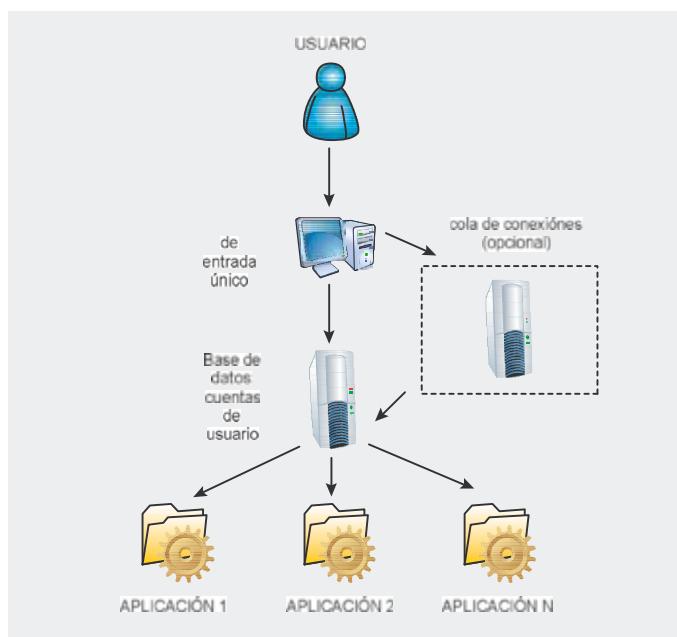 USUARIO
cola de conexiónes
(opcional)
de
entrada
único
Base de
datos
cuentas
de
usuario
APLICACIÓN 1
APLICACIÓN 2
APLICACIÓN N